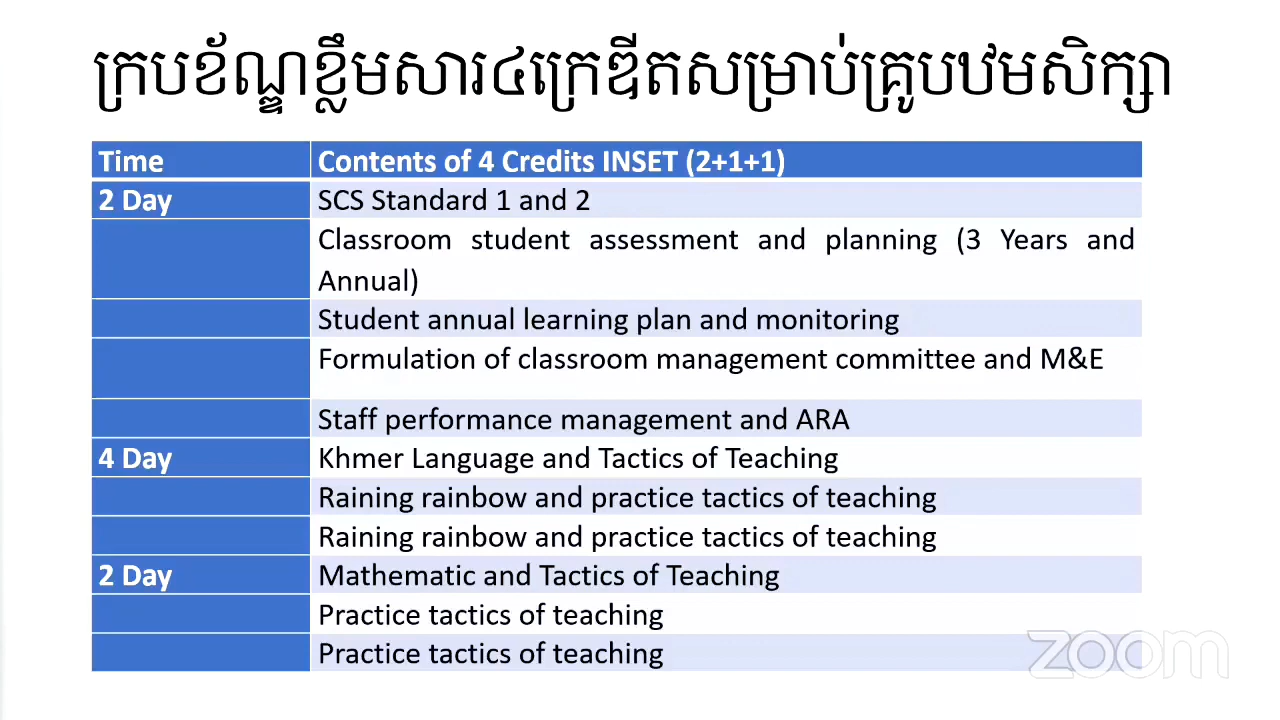 ក្របខ័ណ្ឌខ្លឹមសារ៤ក្រេឌីតសម្រាប់គ្រូបឋមសិក្សា
Time Contents of 4 Credits INSET (2+1+1)
2 Day SCS Standard 1 and 2
Classroom student assessment and planning (3 Years and
Annual)
Student annual learning plan and monitoring
Formulation of classroom management committee and M&E
Staff performance management and ARA
4 Day Khmer Language and Tactics of Teaching
Raining rainbow and practice tactics of teaching
Raining rainbow and practice tactics of teaching
2 Day Mathematic and Tactics of Teaching
Practice tactics of teaching
Practice tactics of teaching
zoom